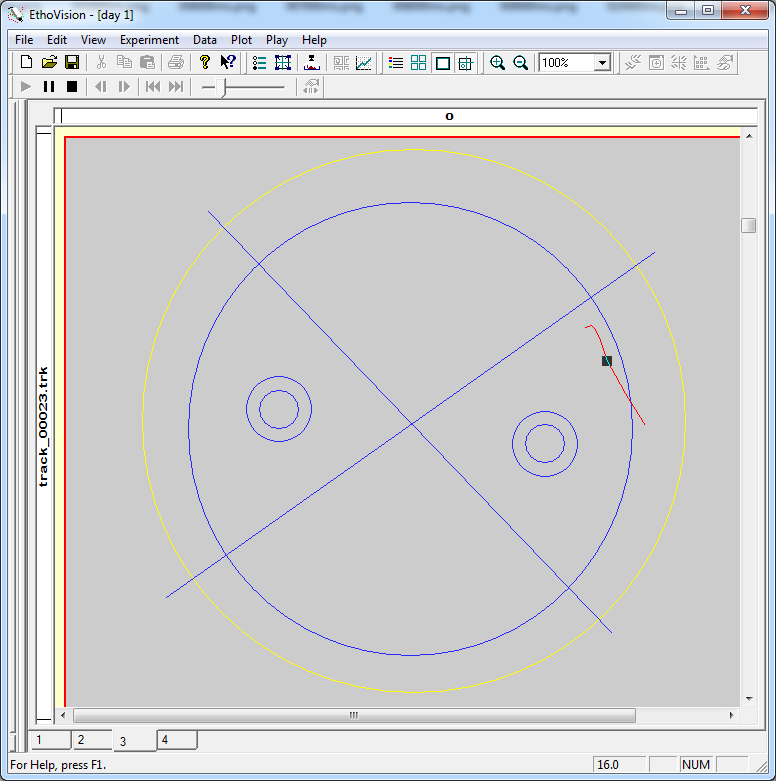 EthoVision - [day 1]
File Edit View Experiment Data Plot Play Help
100%
o
track_00023.trk
1 2 3 4
For Help, press F1.
16.0
NUM